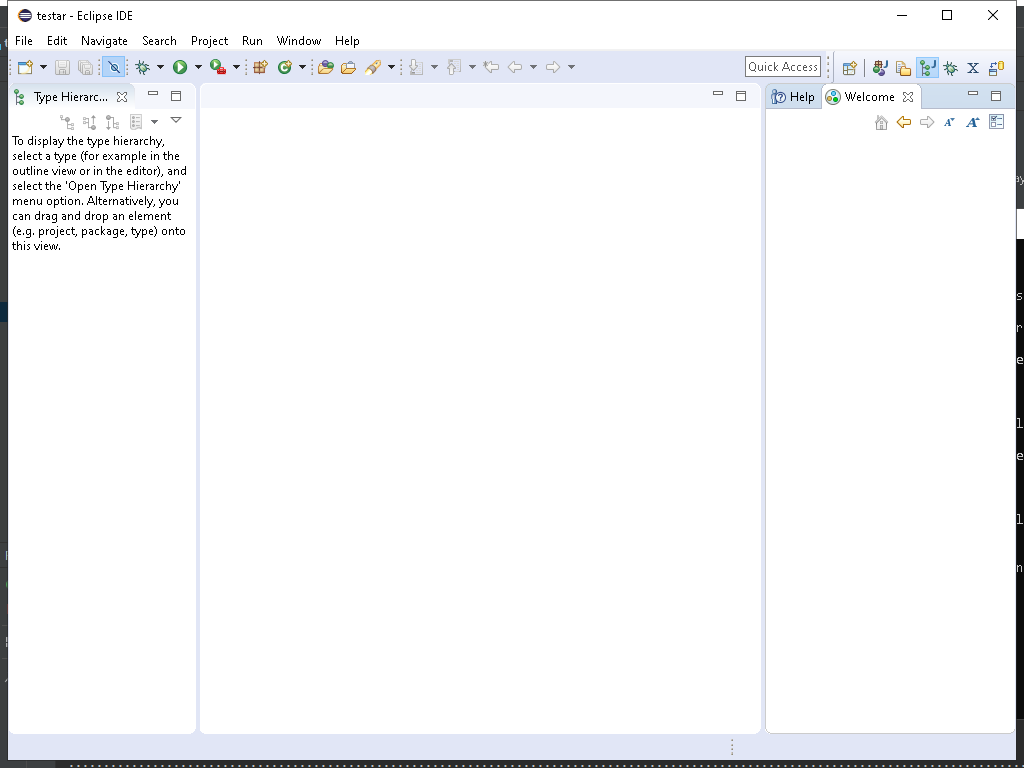 testar - Eclipse IDE
File Edit Navigate Search Project Run Window Help
Quick Access
Type Hierarc...
Help Welcome
To display the type hierarchy,
select a type (for example in the
outline view or in the editor), and
select the 'Open Type Hierarchy'
menu option. Alternatively, you
can drag and drop an element
(e.g. project, package, type) onto
this view.